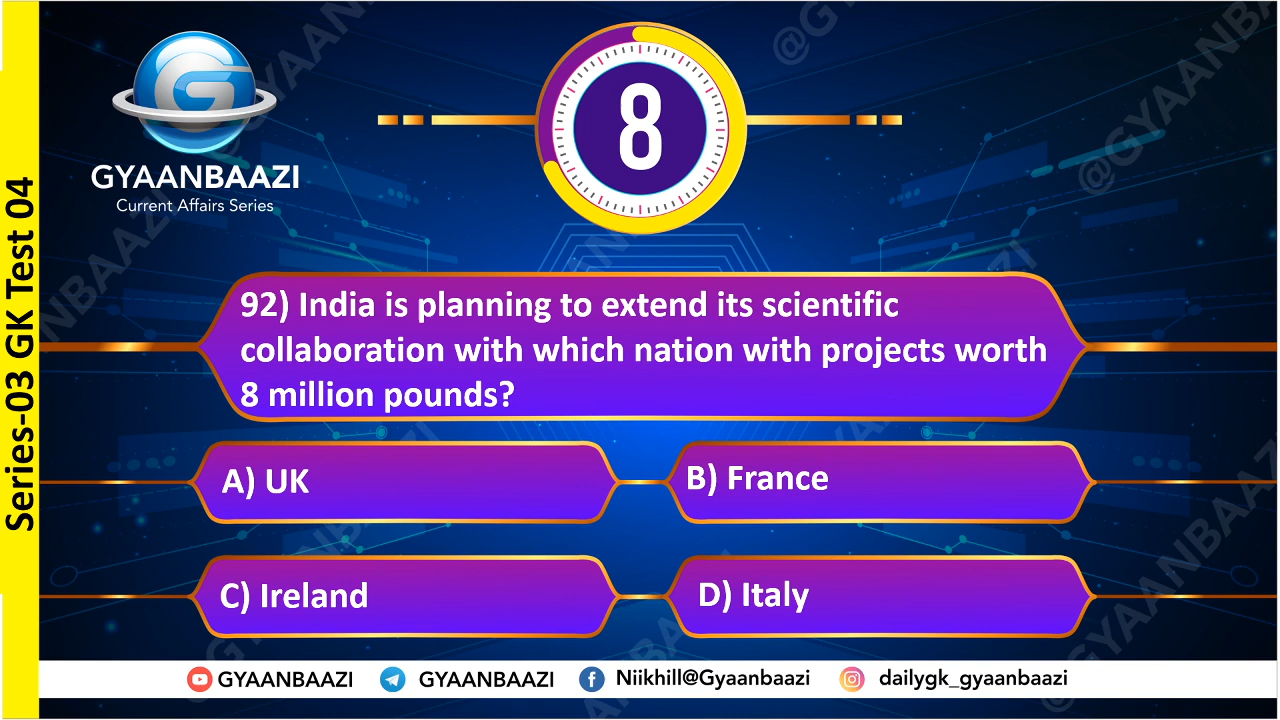 Series-03 GK Test 04
G
GYAANBAAZI
Current Affairs Series
8
92) India is planning to extend its scientific
collaboration with which nation with projects worth
8 million pounds?
A) UK
B) France
C) Ireland
D) Italy
GYAANBAAZI
GYAANBAAZI
Niikhill@Gyaanbaazi
dailygk_gyaanbaazi
@GYAANBAAZI